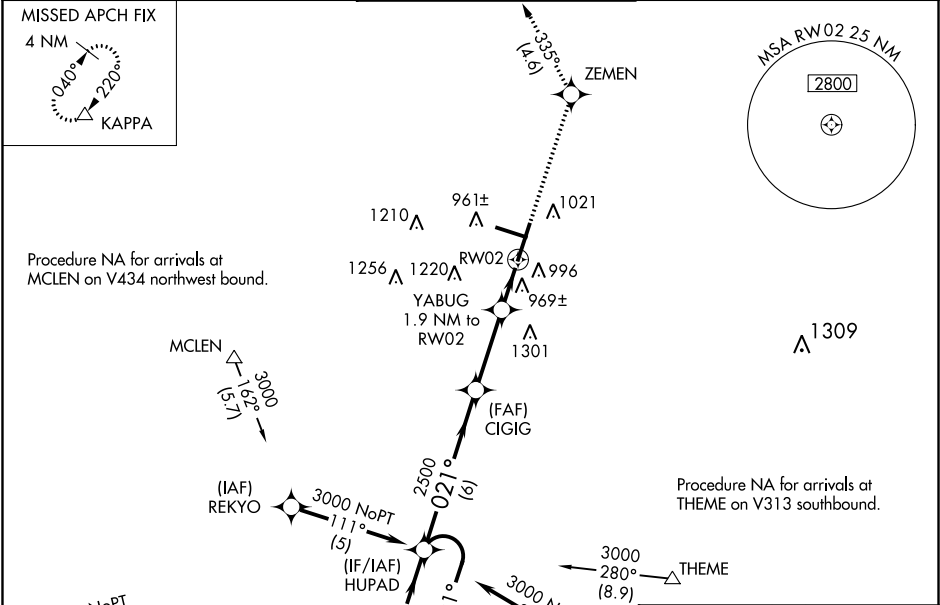 MISSED APCH FIX
4 NM
040°
220°
KAPPA
335°
(4.6)
ZEMEN
MSA RW02 25 NM
2800
1210
961±
1021
Procedure NA for arrivals at
MCLEN on V434 northwest bound.
1256
1220
RW02
996
969±
YABUG
1.9 NM to
RW02
1301
1309
MCLEN
3000
162°
(5.7)
(FAF)
CIGIG
2500
021°
(6)
(IAF)
REKYO
3000 NoPT
111°
(5)
Procedure NA for arrivals at
THEME on V313 southbound.
(IF/IAF)
HUPAD
3000
280°
(8.9)
THEME
NoPT
1°
3000 N